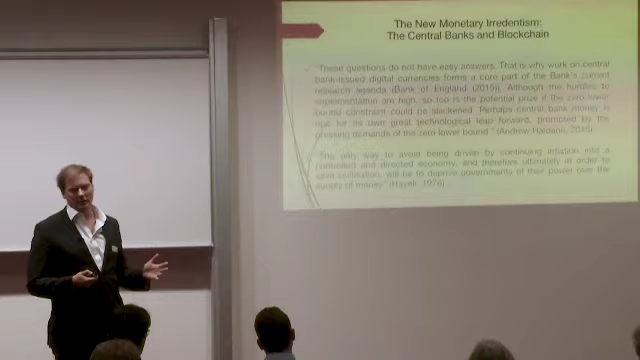 The New Monetary Irredentism:
The Central Banks and Blockchain
"These questions do not have easy answers. That is why work on central
bank-issued digital currencies forms a core part of the Bank's current
research agenda (Bank of England (2015)). Although the hurdles to
implementation are high, so too is the potential prize if the zero lower
bound constraint could be slackened. Perhaps central bank money is
ripe for its own great technological leap forward, prompted by the
pressing demands of the zero lower bound." (Andrew Haldane, 2015)
"The only way to avoid being driven by continuing inflation into a
controlled and directed economy, and therefore ultimately in order to
save civilisation, will be to deprive governments of their power over the
supply of money" (Hayek, 1976)